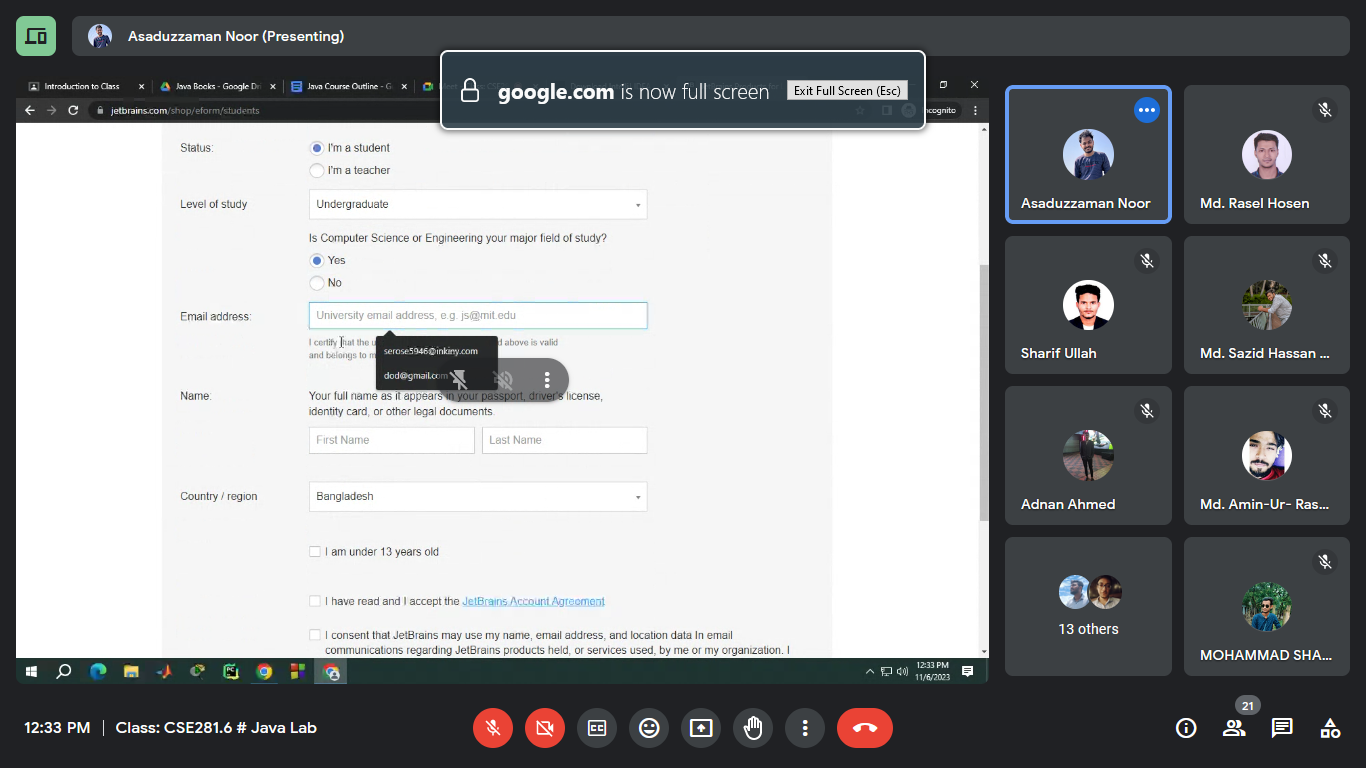 Asaduzzaman Noor (Presenting)
google.com is now full screen
Exit Full Screen (Esc)
Introduction to Class
Java Books - Google Dri
Java Course Outline - G
jetbrains.com/shop/eform/students
Status:
I'm a student
I'm a teacher
Level of study
Undergraduate
Is Computer Science or Engineering your major field of study?
Yes
No
Email address:
University email address, e.g. js@mit.edu
I certify that the u
d above is valid
and belongs to m
serose5946@inkiny.com
dod@gmail.com
Name:
Your full name as it appears in your passport, driver's license,
identity card, or other legal documents.
First Name
Last Name
Country / region
Bangladesh
I am under 13 years old
I have read and I accept the JetBrains Account Agreement
I consent that JetBrains may use my name, email address, and location data In email
communications regarding JetBrains products held, or services used, by me or my organization. I
12:33 PM
11/6/2023
Asaduzzaman Noor
Md. Rasel Hosen
Sharif Ullah
Md. Sazid Hassan ...
Adnan Ahmed
Md. Amin-Ur- Ras...
13 others
MOHAMMAD SHA...
12:33 PM | Class: CSE281.6 # Java Lab
CC
21